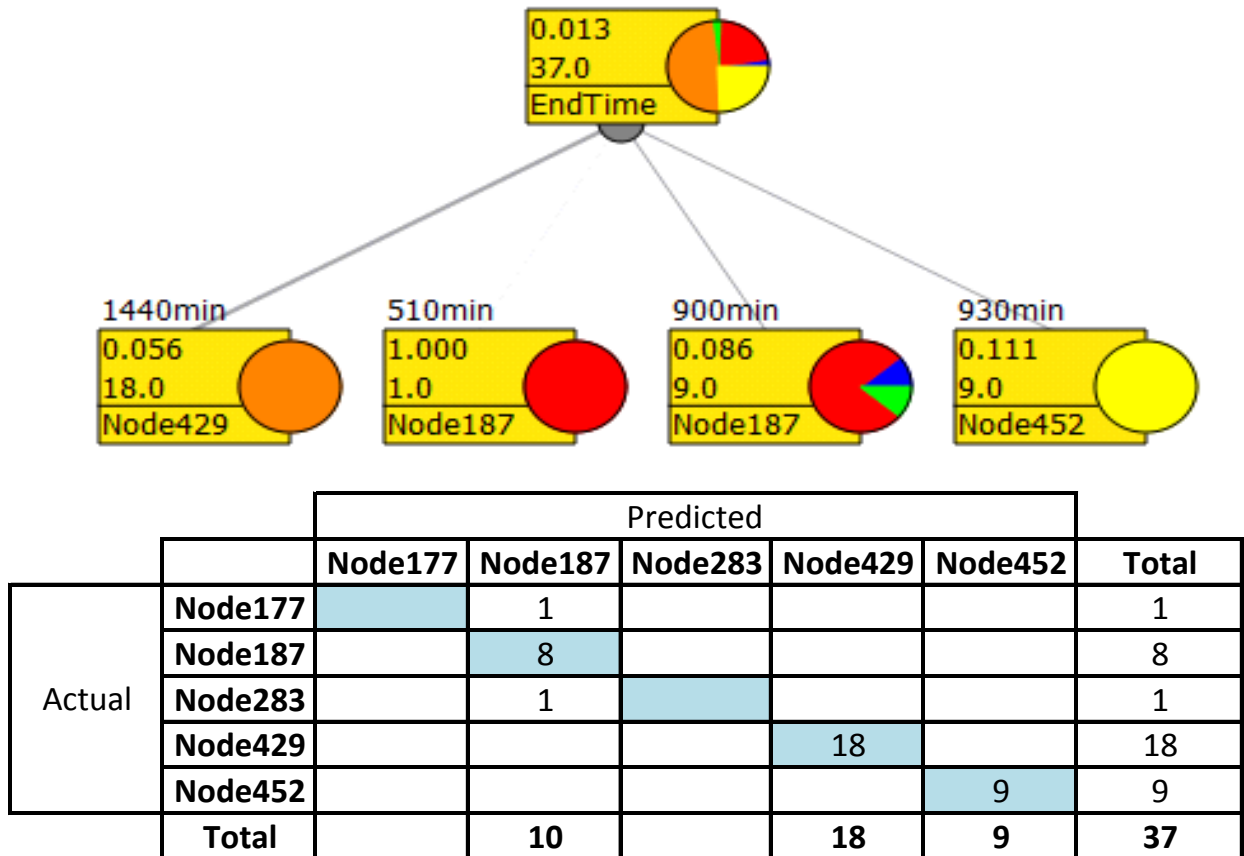 0.013
37.0
EndTime
1440min 510min 900min 930min
0.056 1.000 0.086 0.111
18.0 1.0 9.0 9.0
Node429 Node187 Node187 Node452
Predicted
Node177 Node187 Node283 Node429 Node452 Total
Node177 1 1
Node187 8 8
Actual Node283 1 1
Node429 18 18
Node452 9 9
Total 10 18 9 37